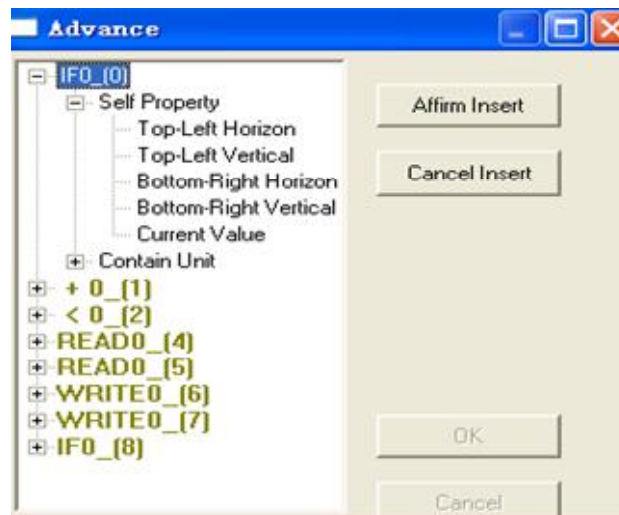 Advance
IF0_(0)
Self Property
Top-Left Horizon
Top-Left Vertical
Bottom-Right Horizon
Bottom-Right Vertical
Current Value
Contain Unit
+ 0_(1)
< 0_(2)
READ0_(4)
READ0_(5)
WRITE0_(6)
WRITE0_(7)
IF0_(8)
Affirm Insert
Cancel Insert
OK
Cancel